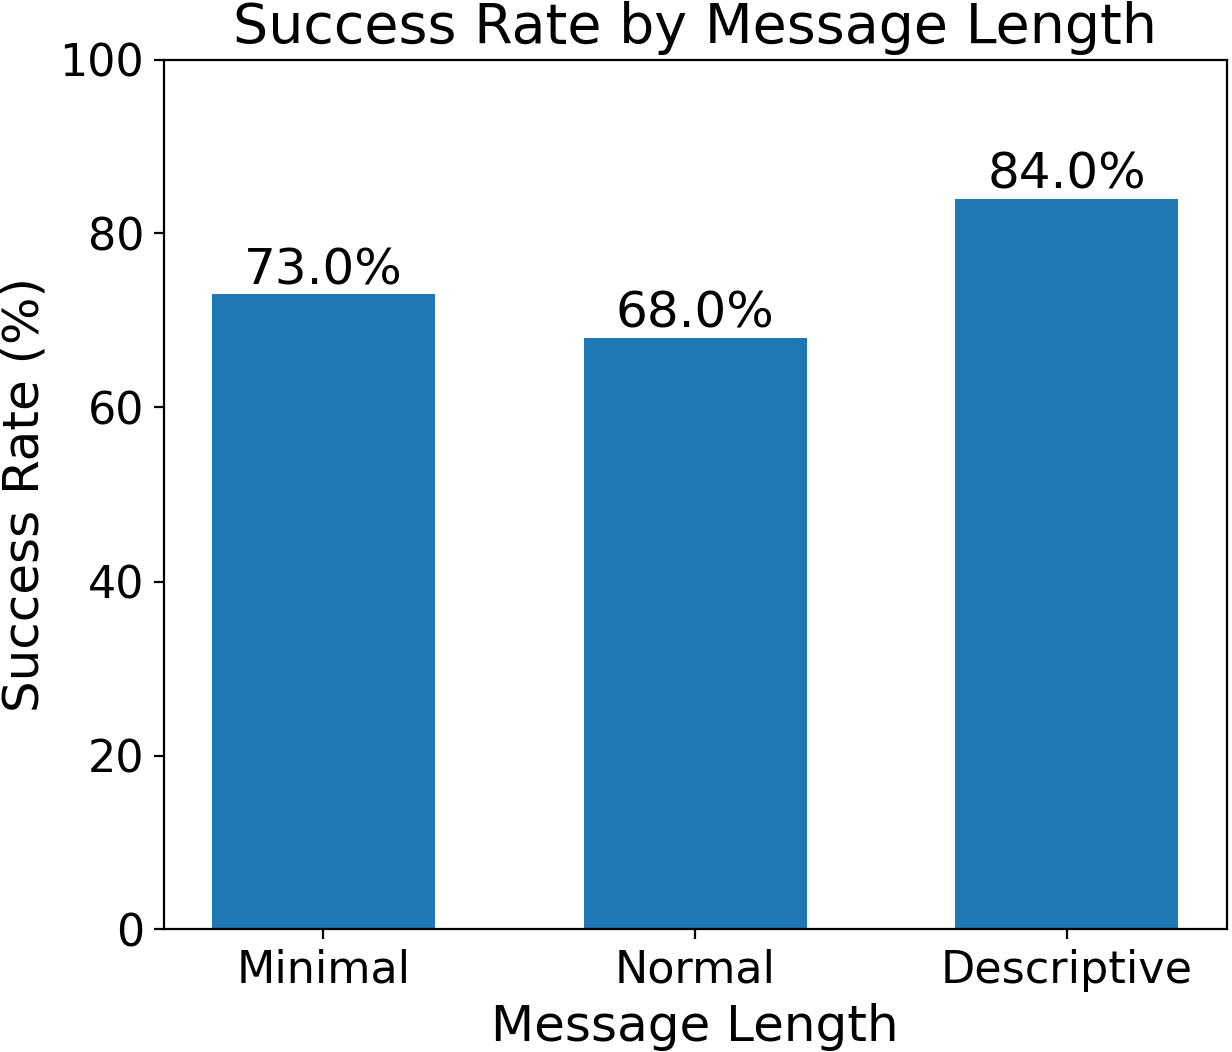 Success Rate by Message Length
100
80
60
40
20
0
Success Rate (%)
73.0%
68.0%
84.0%
Minimal
Normal
Descriptive
Message Length